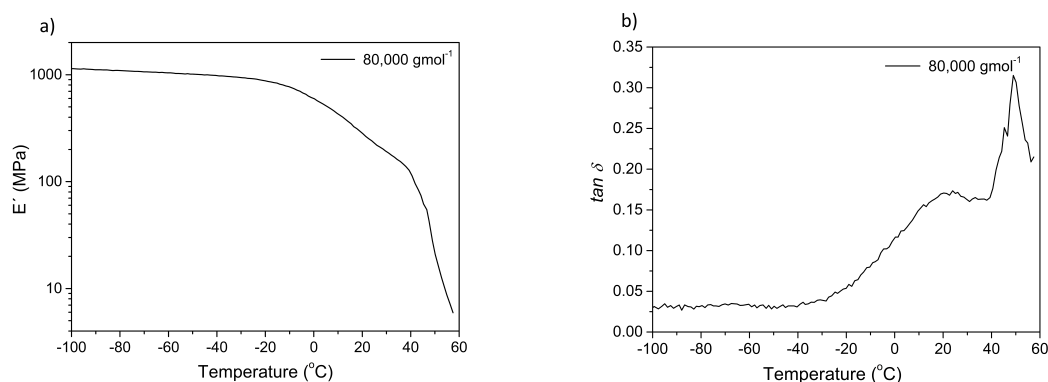 a)
80,000 gmol⁻¹
1000
100
10
E´ (MPa)
-100 -80 -60 -40 -20 0 20 40 60
Temperature (°C)
b)
80,000 gmol⁻¹
0.35
0.30
0.25
0.20
0.15
0.10
0.05
0.00
tan δ
-100 -80 -60 -40 -20 0 20 40 60
Temperature (°C)